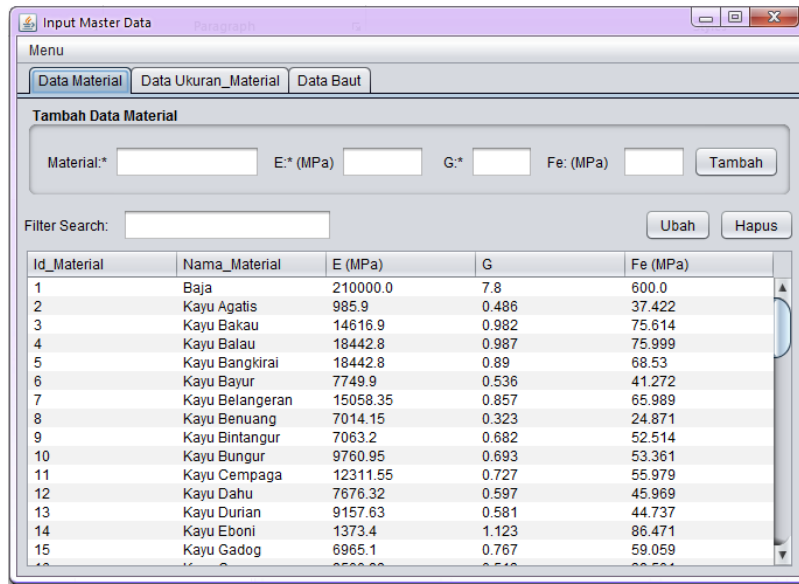 Input Master Data
Menu
Data Material Data Ukuran_Material Data Baut
Tambah Data Material
Material:* E:* (MPa) G:* Fe: (MPa) Tambah
Filter Search: Ubah Hapus
Id_Material Nama_Material E (MPa) G Fe (MPa)
1 Baja 210000.0 7.8 600.0
2 Kayu Agatis 985.9 0.486 37.422
3 Kayu Bakau 14616.9 0.982 75.614
4 Kayu Balau 18442.8 0.987 75.999
5 Kayu Bangkirai 18442.8 0.89 68.53
6 Kayu Bayur 7749.9 0.536 41.272
7 Kayu Belangeran 15058.35 0.857 65.989
8 Kayu Benuang 7014.15 0.323 24.871
9 Kayu Bintangur 7063.2 0.682 52.514
10 Kayu Bungur 9760.95 0.693 53.361
11 Kayu Cempaga 12311.55 0.727 55.979
12 Kayu Dahu 7676.32 0.597 45.969
13 Kayu Durian 9157.63 0.581 44.737
14 Kayu Eboni 1373.4 1.123 86.471
15 Kayu Gadog 6965.1 0.767 59.059